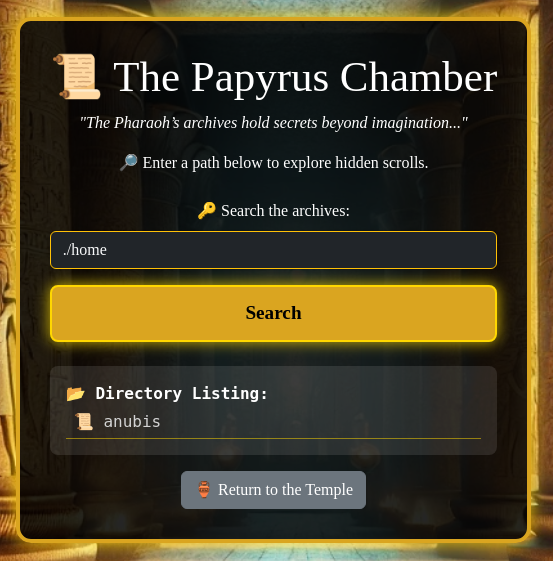 📜 The Papyrus Chamber
"The Pharaoh’s archives hold secrets beyond imagination..."
🔎 Enter a path below to explore hidden scrolls.
🔑 Search the archives:
./home
Search
📂 Directory Listing:
📜 anubis
🏺 Return to the Temple